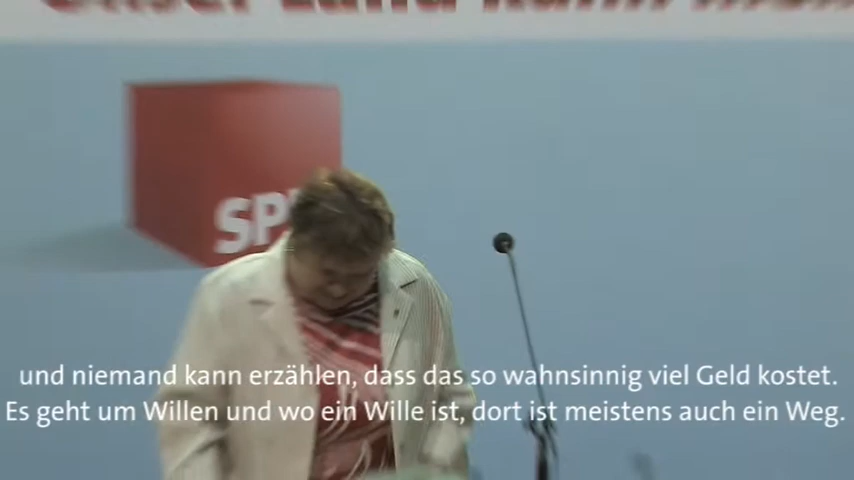 SP
und niemand kann erzählen, dass das so wahnsinnig viel Geld kostet.
Es geht um Willen und wo ein Wille ist, dort ist meistens auch ein Weg.